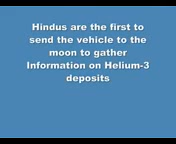 Hindus are the first to
send the vehicle to the
moon to gather
Information on Helium-3
deposits